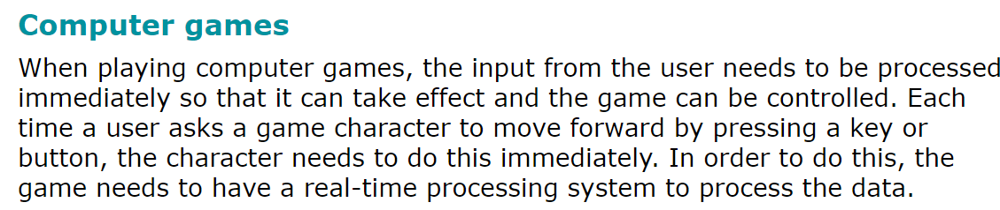 Computer games
When playing computer games, the input from the user needs to be processed
immediately so that it can take effect and the game can be controlled. Each
time a user asks a game character to move forward by pressing a key or
button, the character needs to do this immediately. In order to do this, the
game needs to have a real-time processing system to process the data.